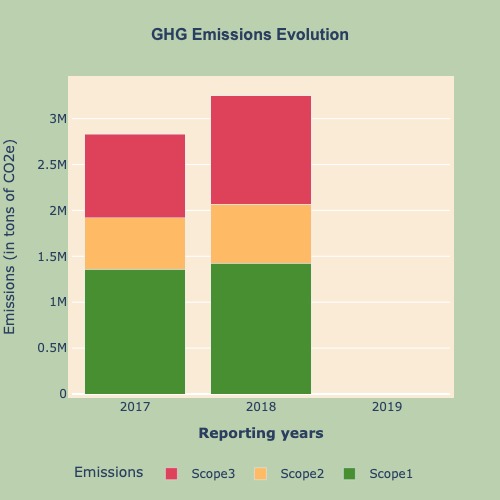 GHG Emissions Evolution
Emissions (in tons of CO2e)
3M
2.5M
2M
1.5M
1M
0.5M
0
2017 2018 2019
Reporting years
Emissions Scope3 Scope2 Scope1